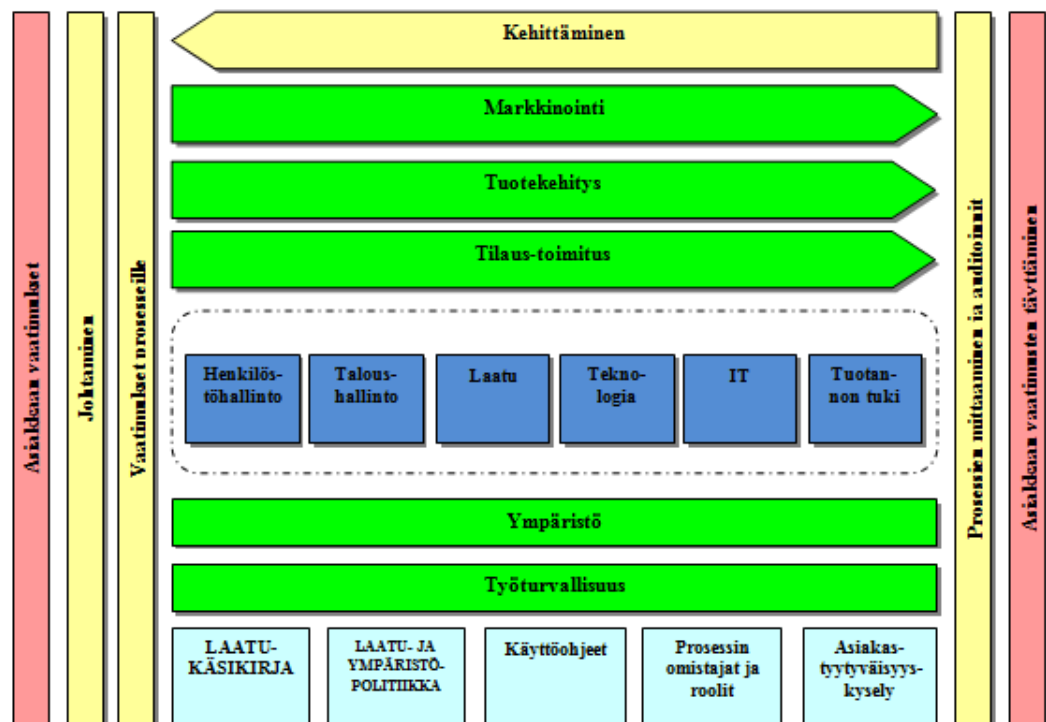 Asiakkaan vaatimukset
Johtaminen
Vaatimukset prosesseille
Kehittäminen
Markkinointi
Tuotekehitys
Tilaus-toimitus
Henkilös-
töhallinto
Talous-
hallinto
Laatu
Tekno-
logia
IT
Tuotan-
non tuki
Ympäristö
Työturvallisuus
LAATU-
KÄSIKIRJA
LAATU- JA
YMPÄRISTÖ-
POLITIIKKA
Käyttöohjeet
Prosessin
omistajat ja
roolit
Asiakas-
tyytyväisyys-
kysely
Prosessien mittaaminen ja auditoinnit
Asiakkaan vaatimusten täyttäminen